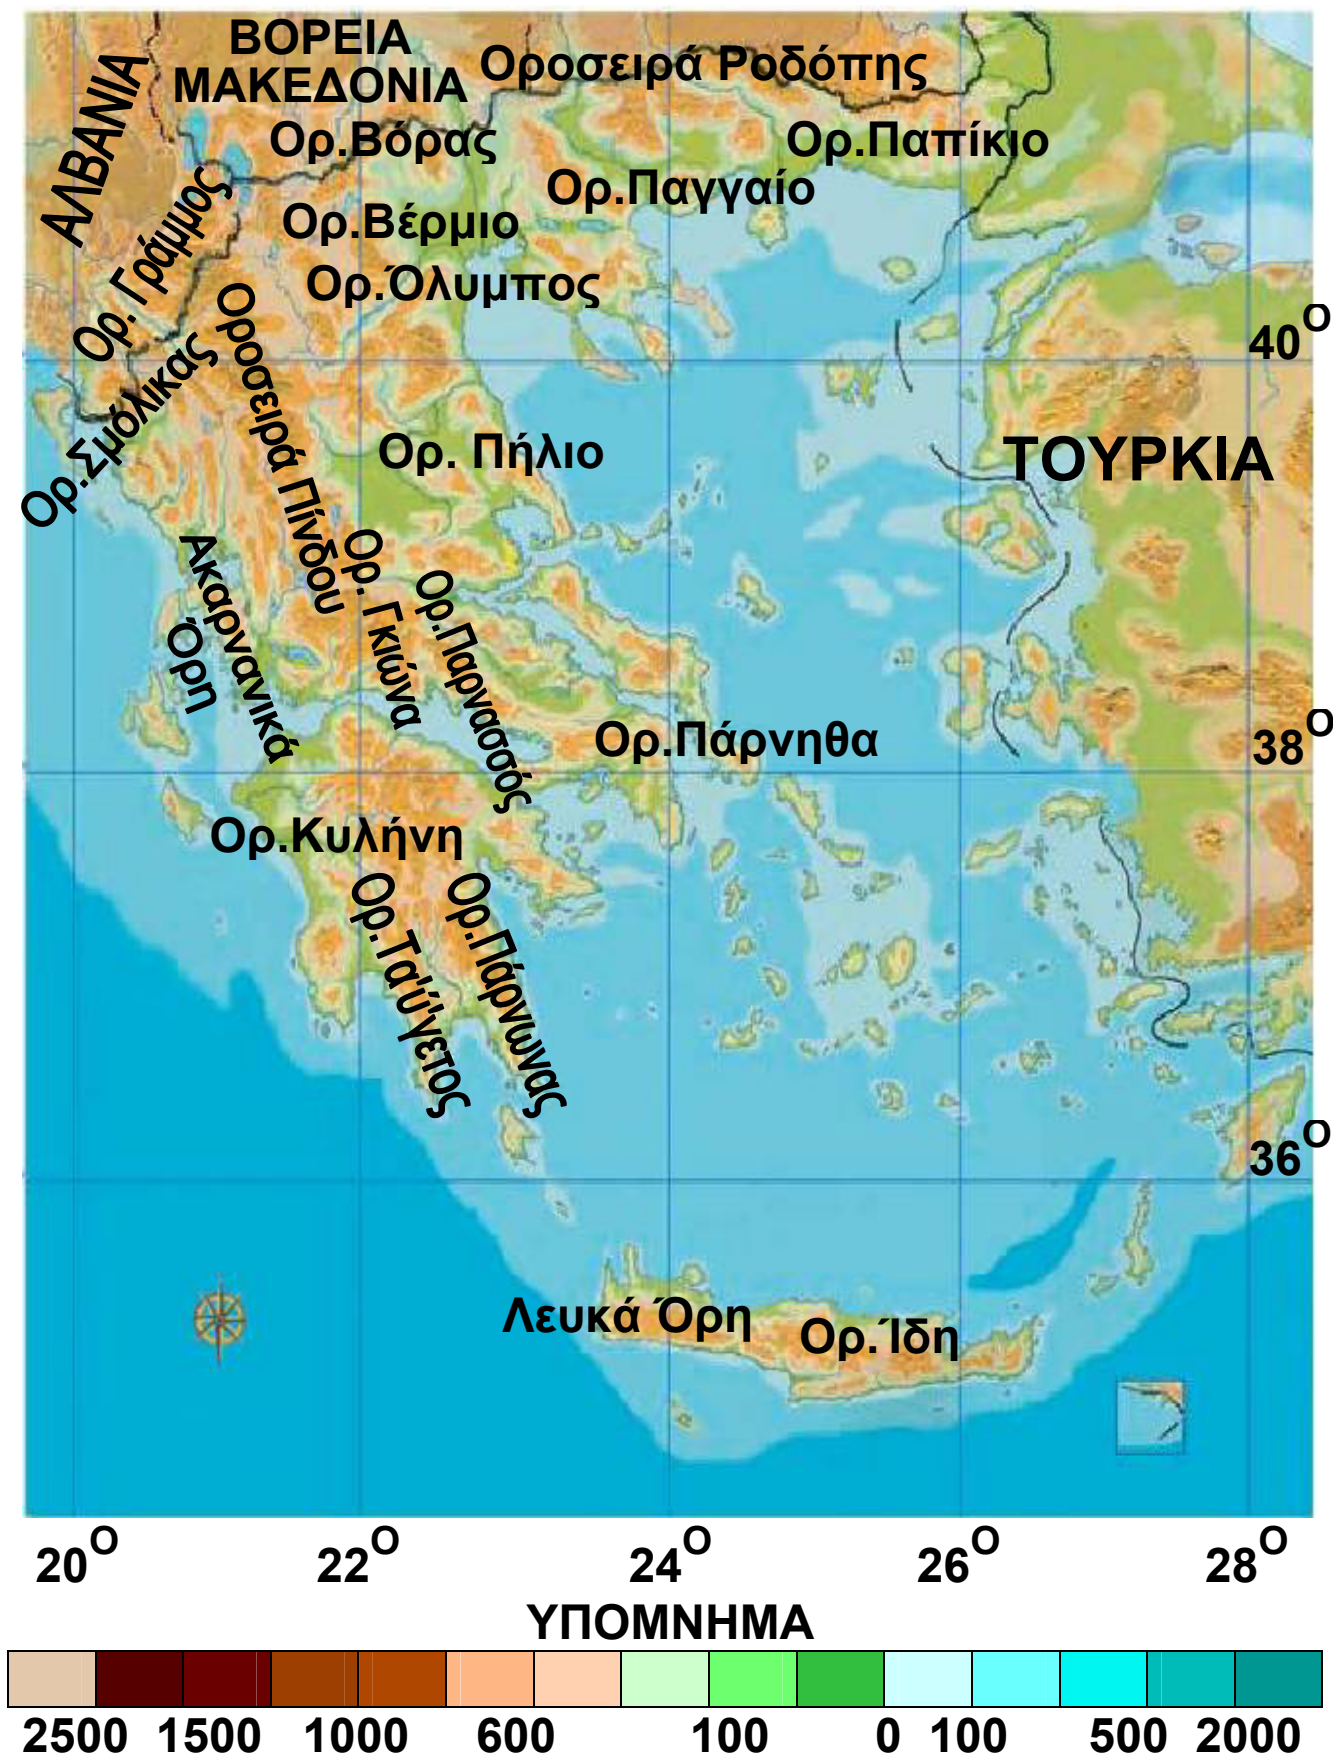 ΒΟΡΕΙΑ
ΜΑΚΕΔΟΝΙΑ
Οροσειρά Ροδόπης
ΑΛΒΑΝΙΑ
Ορ.Βόρας
Ορ.Παπίκιο
Ορ.Παγγαίο
Ορ. Γράμμος
Ορ.Βέρμιο
Ορ.Όλυμπος
40Ο
Ορ.Σμόλικας
Οροσειρά Πίνδου
Ορ. Πήλιο
ΤΟΥΡΚΙΑ
Ακαρνανικά
Όρη
Ορ. Γκιώνα
Ορ.Παρνασσός
Ορ.Πάρνηθα
38Ο
Ορ.Κυλήνη
Ορ.Ταΰγετος
Ορ.Πάρνωνας
36Ο
Λευκά Όρη
Ορ.Ίδη
20Ο 22Ο 24Ο 26Ο 28Ο
ΥΠΟΜΝΗΜΑ
2500 1500 1000 600 100 0 100 500 2000